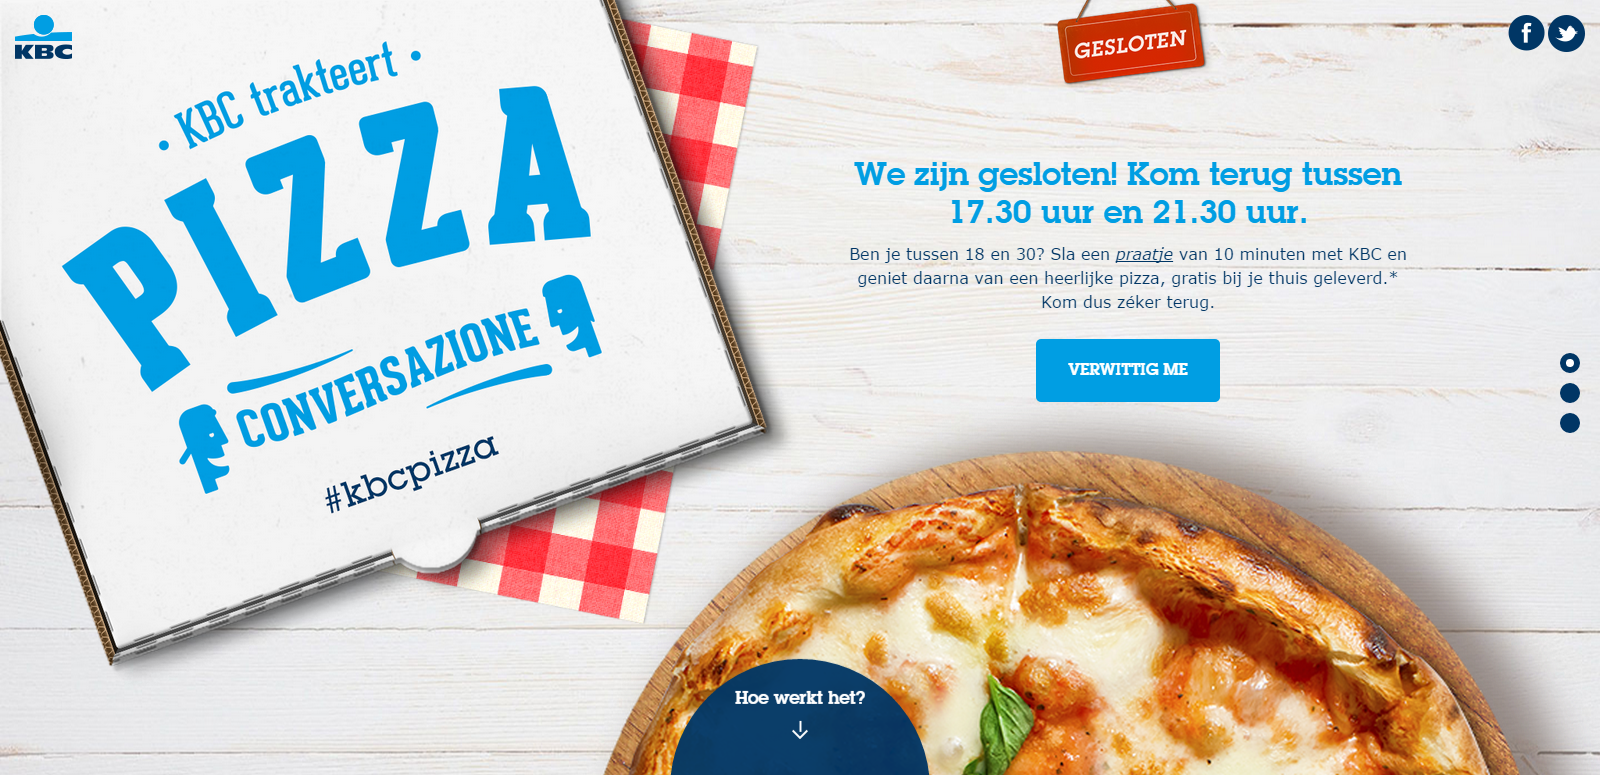 KBC
• KBC trakteert •
PIZZA
CONVERSAZIONE
#kbcpizza
GESLOTEN
We zijn gesloten! Kom terug tussen
17.30 uur en 21.30 uur.
Ben je tussen 18 en 30? Sla een praatje van 10 minuten met KBC en
geniet daarna van een heerlijke pizza, gratis bij je thuis geleverd.*
Kom dus zéker terug.
VERWITTIG ME
Hoe werkt het?